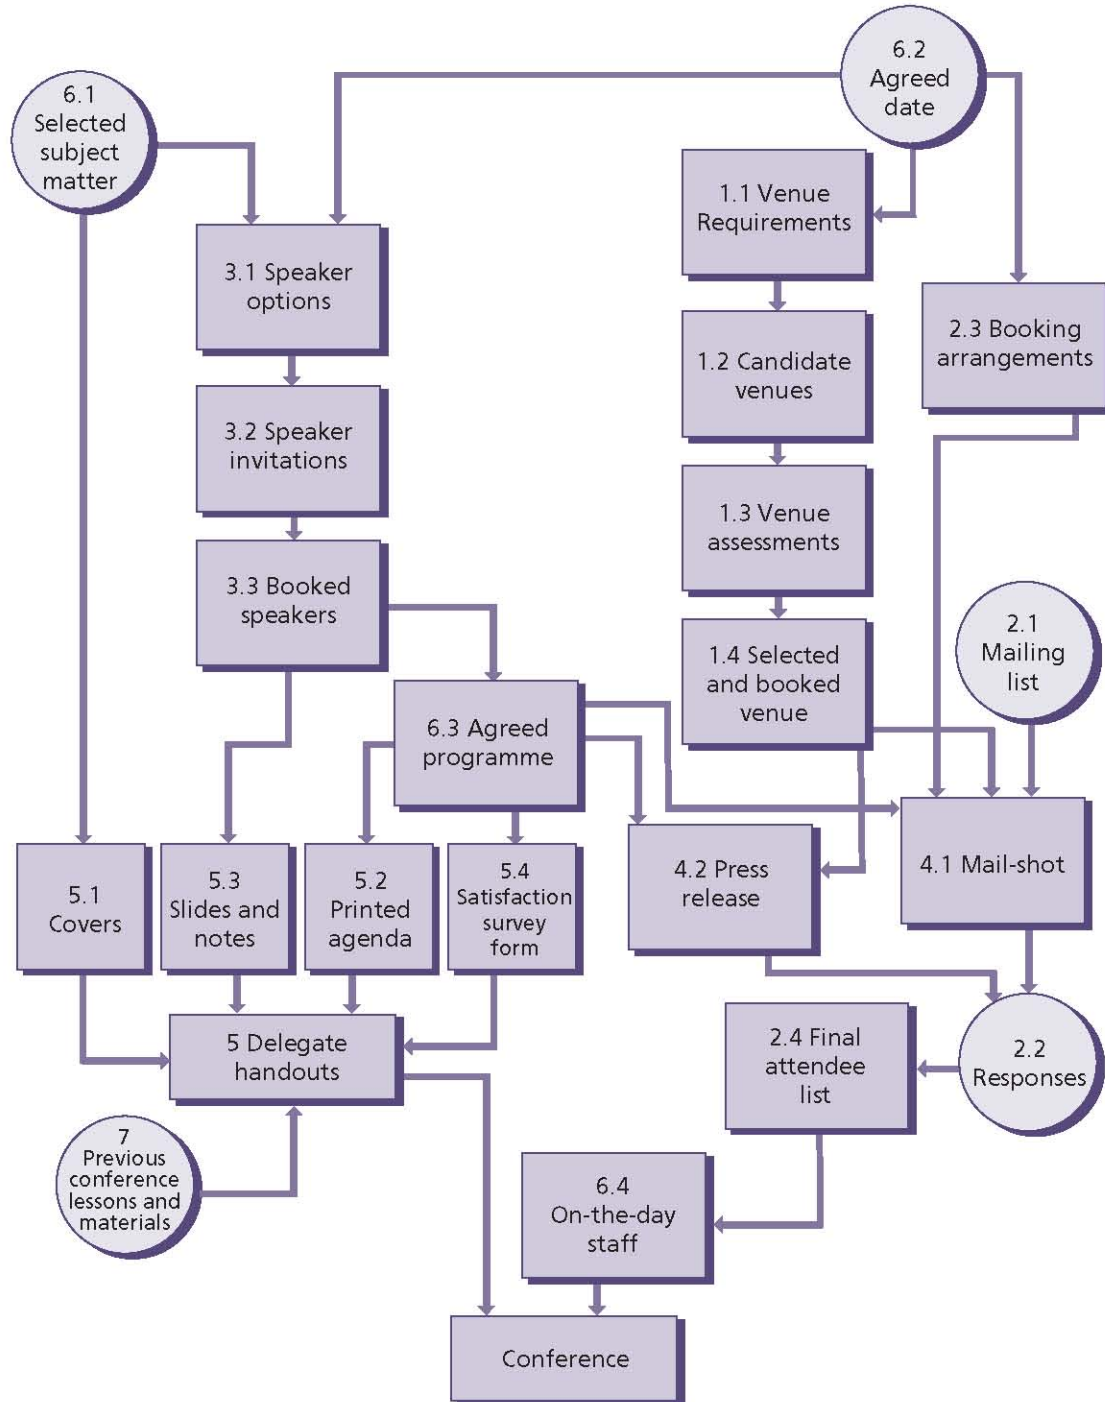 6.2
Agreed
date
6.1
Selected
subject
matter
1.1 Venue
Requirements
3.1 Speaker
options
2.3 Booking
arrangements
1.2 Candidate
venues
3.2 Speaker
invitations
1.3 Venue
assessments
3.3 Booked
speakers
2.1
Mailing
list
1.4 Selected
and booked
venue
6.3 Agreed
programme
5.1
Covers
5.3
Slides and
notes
5.2
Printed
agenda
5.4
Satisfaction
survey
form
4.2 Press
release
4.1 Mail-shot
5 Delegate
handouts
2.4 Final
attendee
list
2.2
Responses
7
Previous
conference
lessons and
materials
6.4
On-the-day
staff
Conference